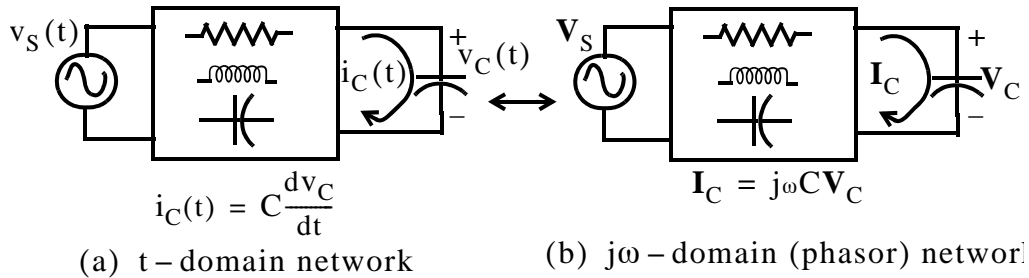 v_S(t)
i_C(t)
+
v_C(t)
−
V_S
I_C
+
V_C
−
i_C(t) = C dv_C/dt
I_C = jωCV_C
(a) t – domain network
(b) jω – domain (phasor) network